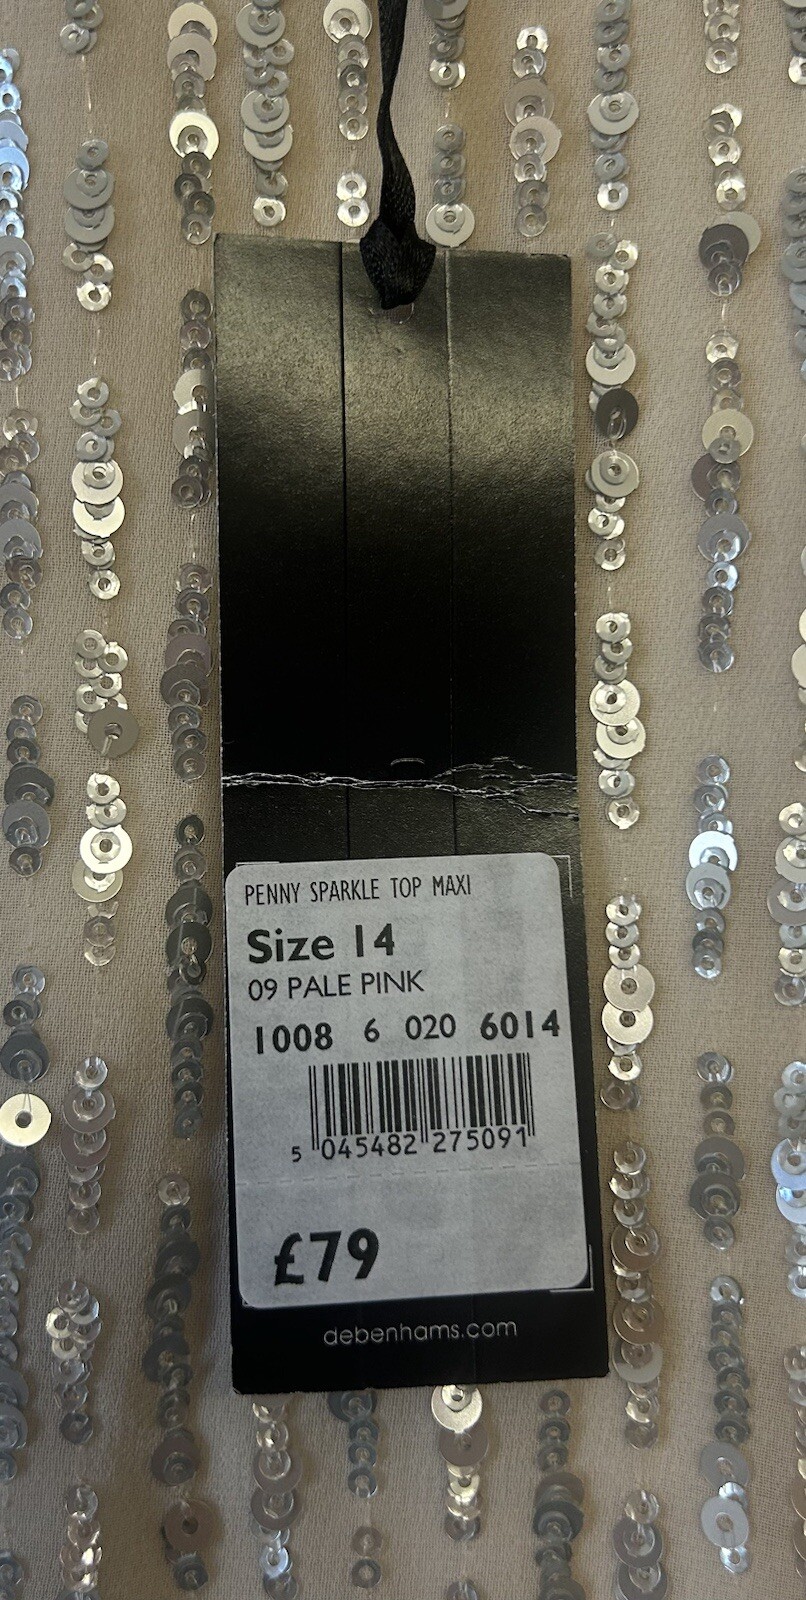 PENNY SPARKLE TOP MAXI
Size 14
09 PALE PINK
1008 6 020 6014
5 045482 275091
£79
debenhams.com